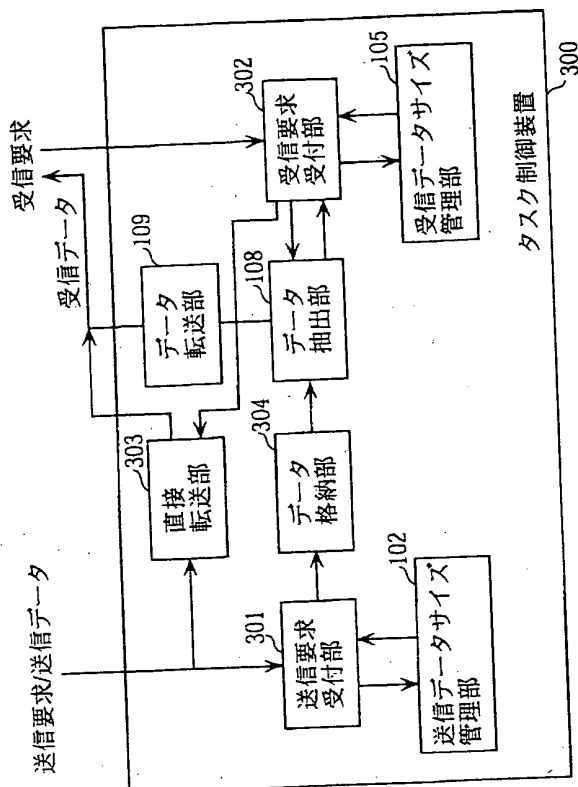 送信要求/送信データ
受信データ
受信要求
303
直接
転送部
109
データ
転送部
301
送信要求
受付部
304
データ
格納部
108
データ
抽出部
302
受信要求
受付部
102
送信データサイズ
管理部
105
受信データサイズ
管理部
タスク制御装置
300